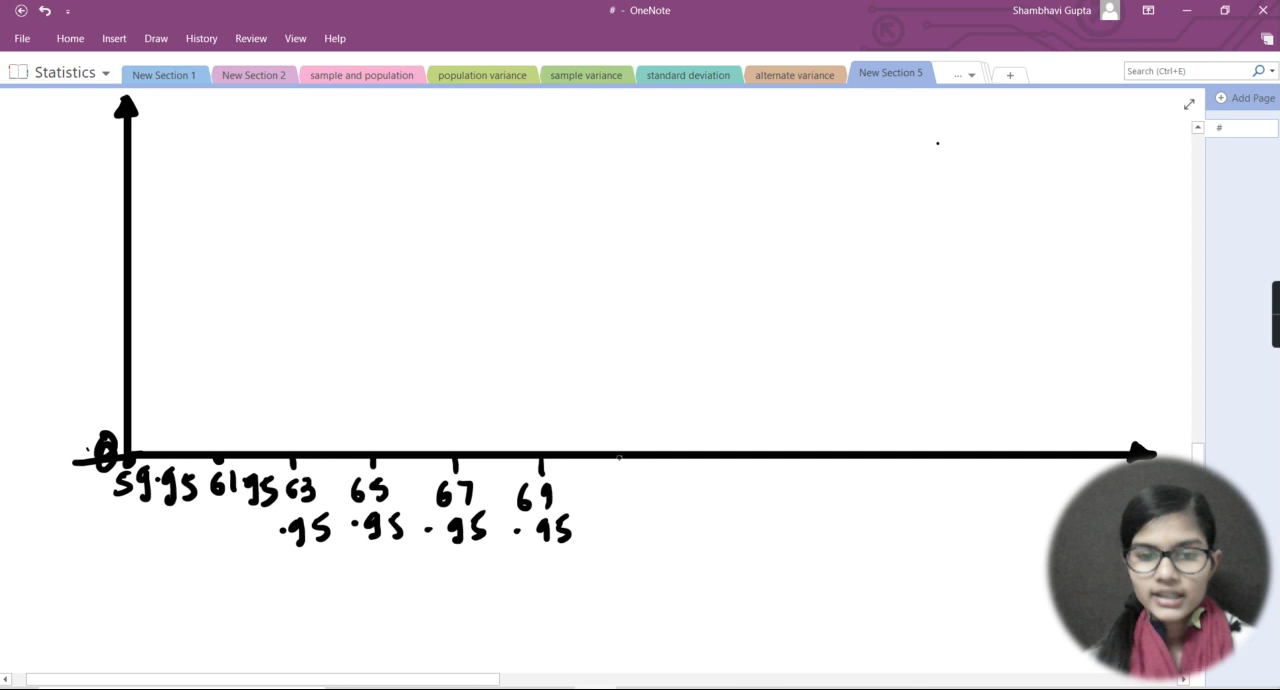 # - OneNote
Shambhavi Gupta
File Home Insert Draw History Review View Help
Statistics New Section 1 New Section 2 sample and population population variance sample variance standard deviation alternate variance New Section 5 ... +
Search (Ctrl+E)
Add Page
#
0
59.95 61 95 63 65 67 69
.95 .95 .95 .95